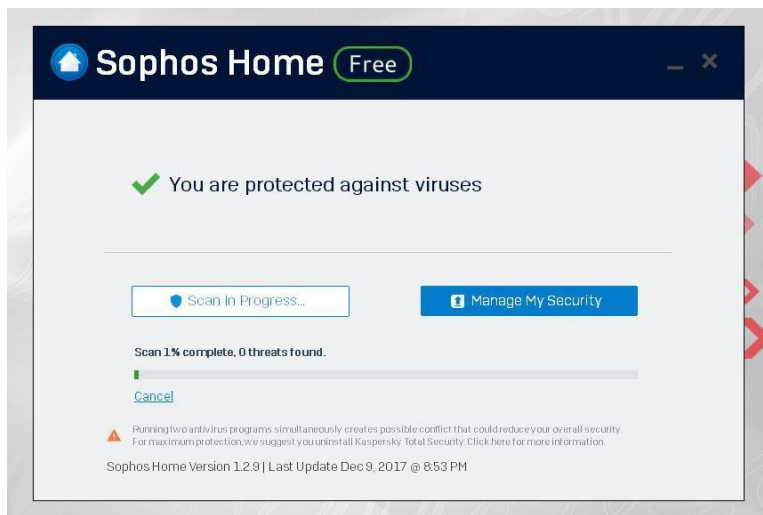 Sophos Home Free
You are protected against viruses
Scan In Progress...
Manage My Security
Scan 1% complete, 0 threats found.
Cancel
Running two antivirus programs simultaneously creates possible conflict that could reduce your overall security.
For maximum protection, we suggest you uninstall Kaspersky Total Security. Click here for more information.
Sophos Home Version 1.2.9 | Last Update Dec 9, 2017 @ 8:53 PM